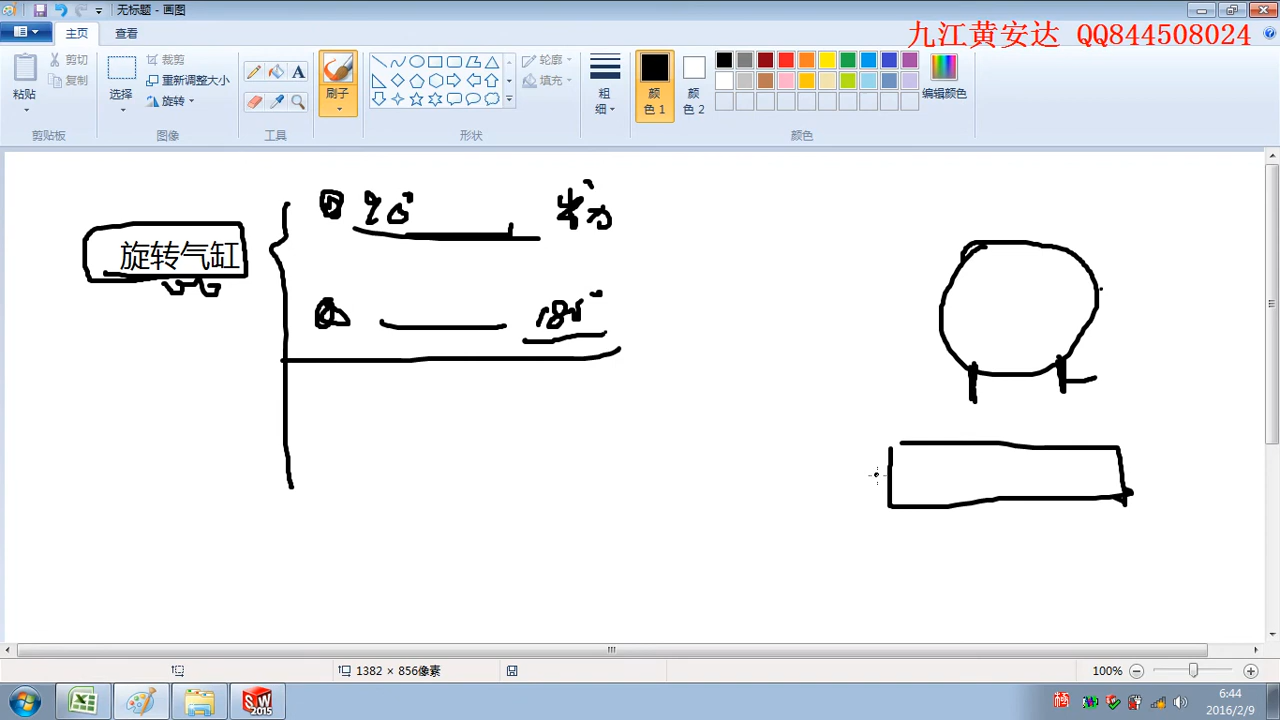 无标题 - 画图
九江黄安达 QQ844508024
主页 查看
粘贴 剪切 复制
选择 裁剪 重新调整大小 旋转
A
刷子
轮廓 填充
粗细
颜色 1
颜色 2
编辑颜色
剪贴板 图像 工具 形状 颜色
90°
旋转气缸
180°
1382 × 856像素
100%
SW 2015
6:44
2016/2/9